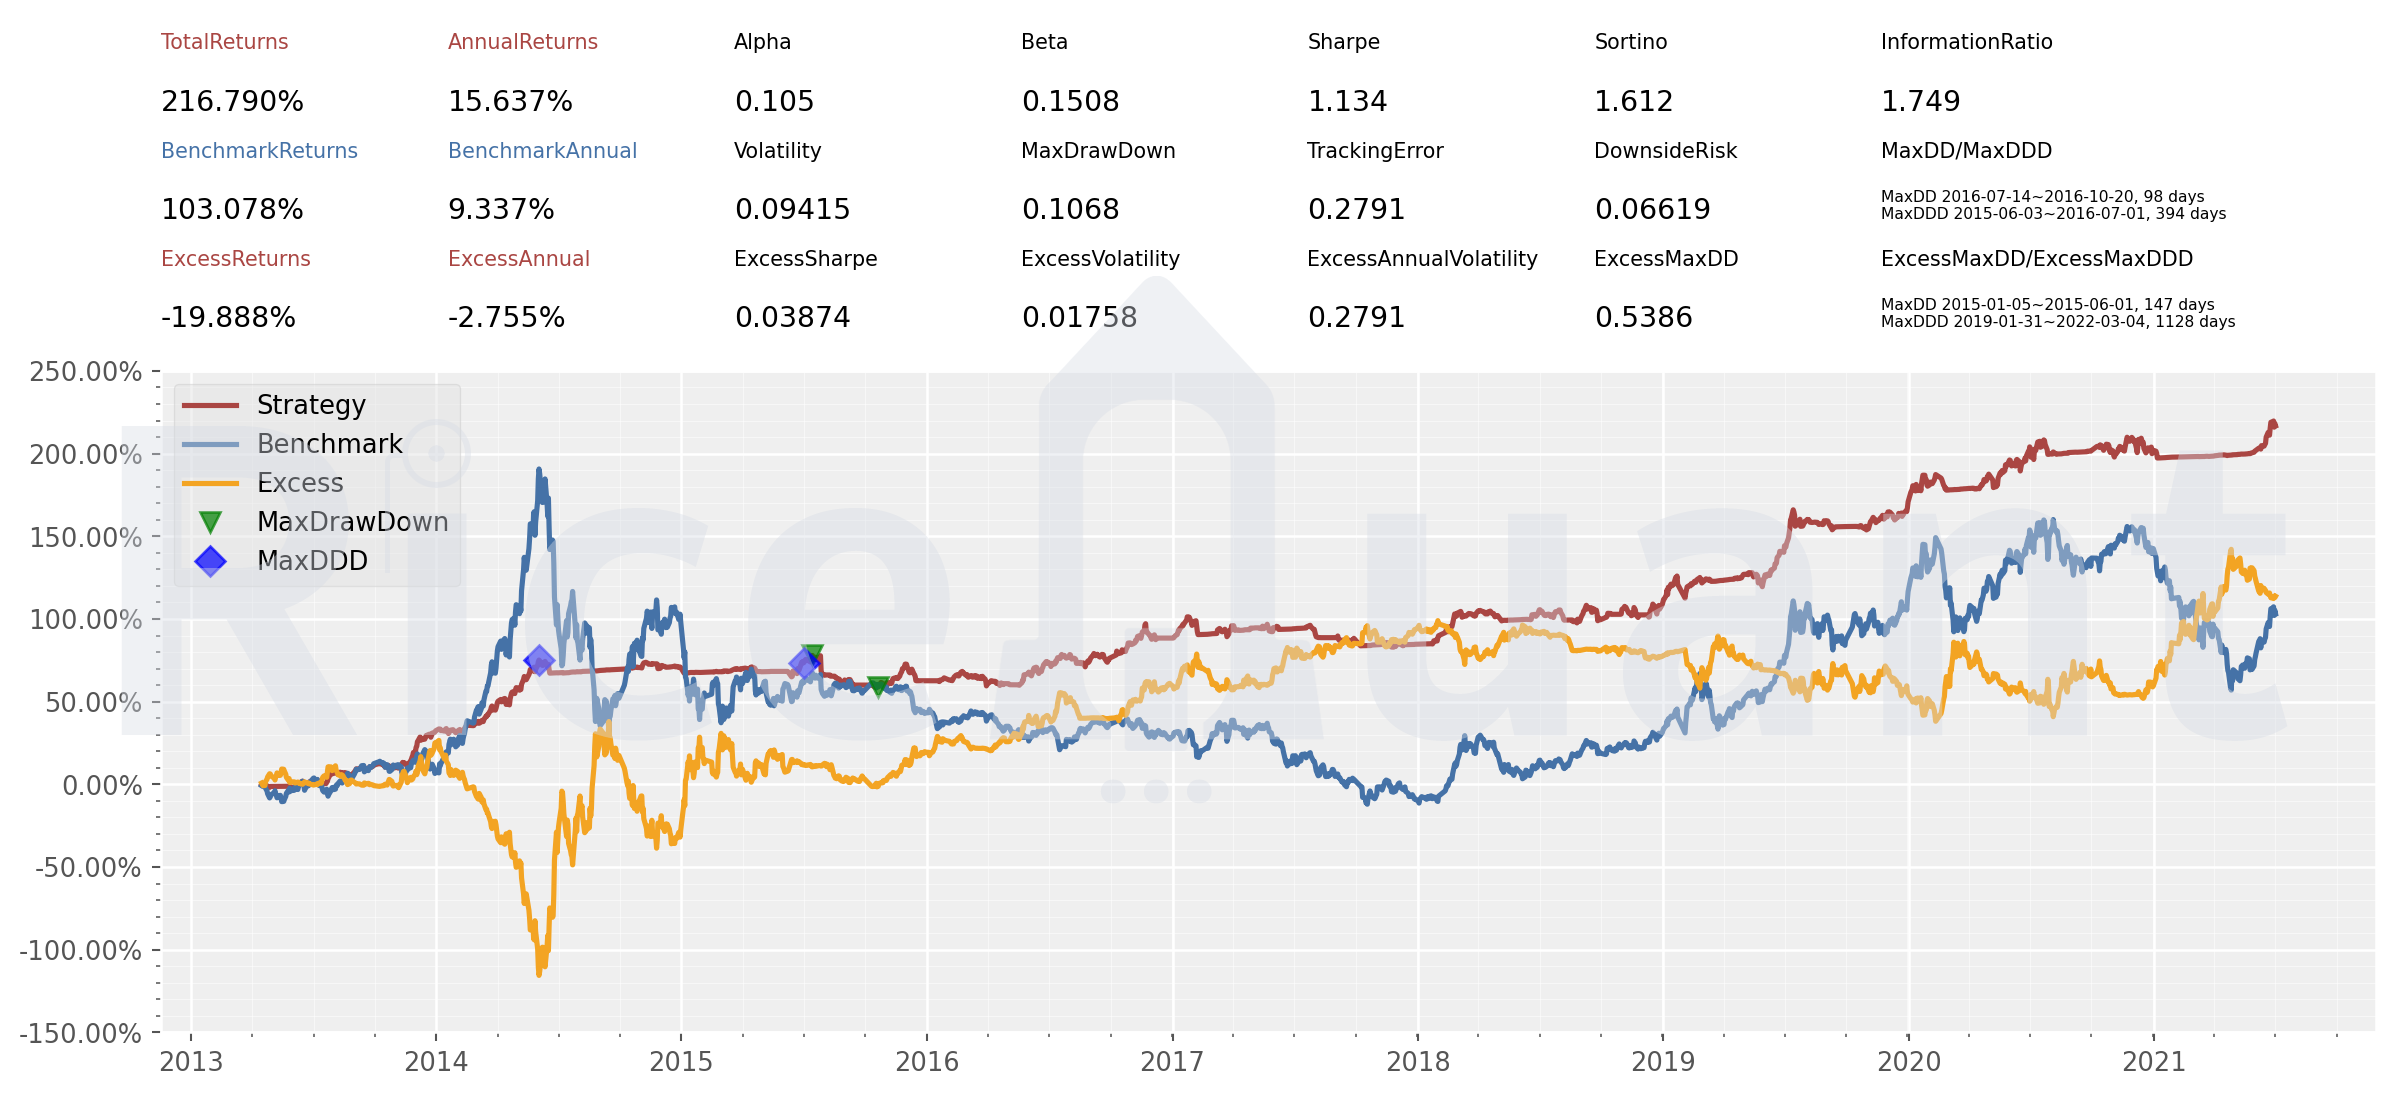 TotalReturns AnnualReturns Alpha Beta Sharpe Sortino InformationRatio
216.790% 15.637% 0.105 0.1508 1.134 1.612 1.749
BenchmarkReturns BenchmarkAnnual Volatility MaxDrawDown TrackingError DownsideRisk MaxDD/MaxDDD
103.078% 9.337% 0.09415 0.1068 0.2791 0.06619 MaxDD 2016-07-14~2016-10-20, 98 days
MaxDDD 2015-06-03~2016-07-01, 394 days
ExcessReturns ExcessAnnual ExcessSharpe ExcessVolatility ExcessAnnualVolatility ExcessMaxDD ExcessMaxDD/ExcessMaxDDD
-19.888% -2.755% 0.03874 0.01758 0.2791 0.5386 MaxDD 2015-01-05~2015-06-01, 147 days
MaxDDD 2019-01-31~2022-03-04, 1128 days
250.00%
200.00%
150.00%
100.00%
50.00%
0.00%
-50.00%
-100.00%
-150.00%
Strategy
Benchmark
Excess
MaxDrawDown
MaxDDD
RiceQuant
2013 2014 2015 2016 2017 2018 2019 2020 2021